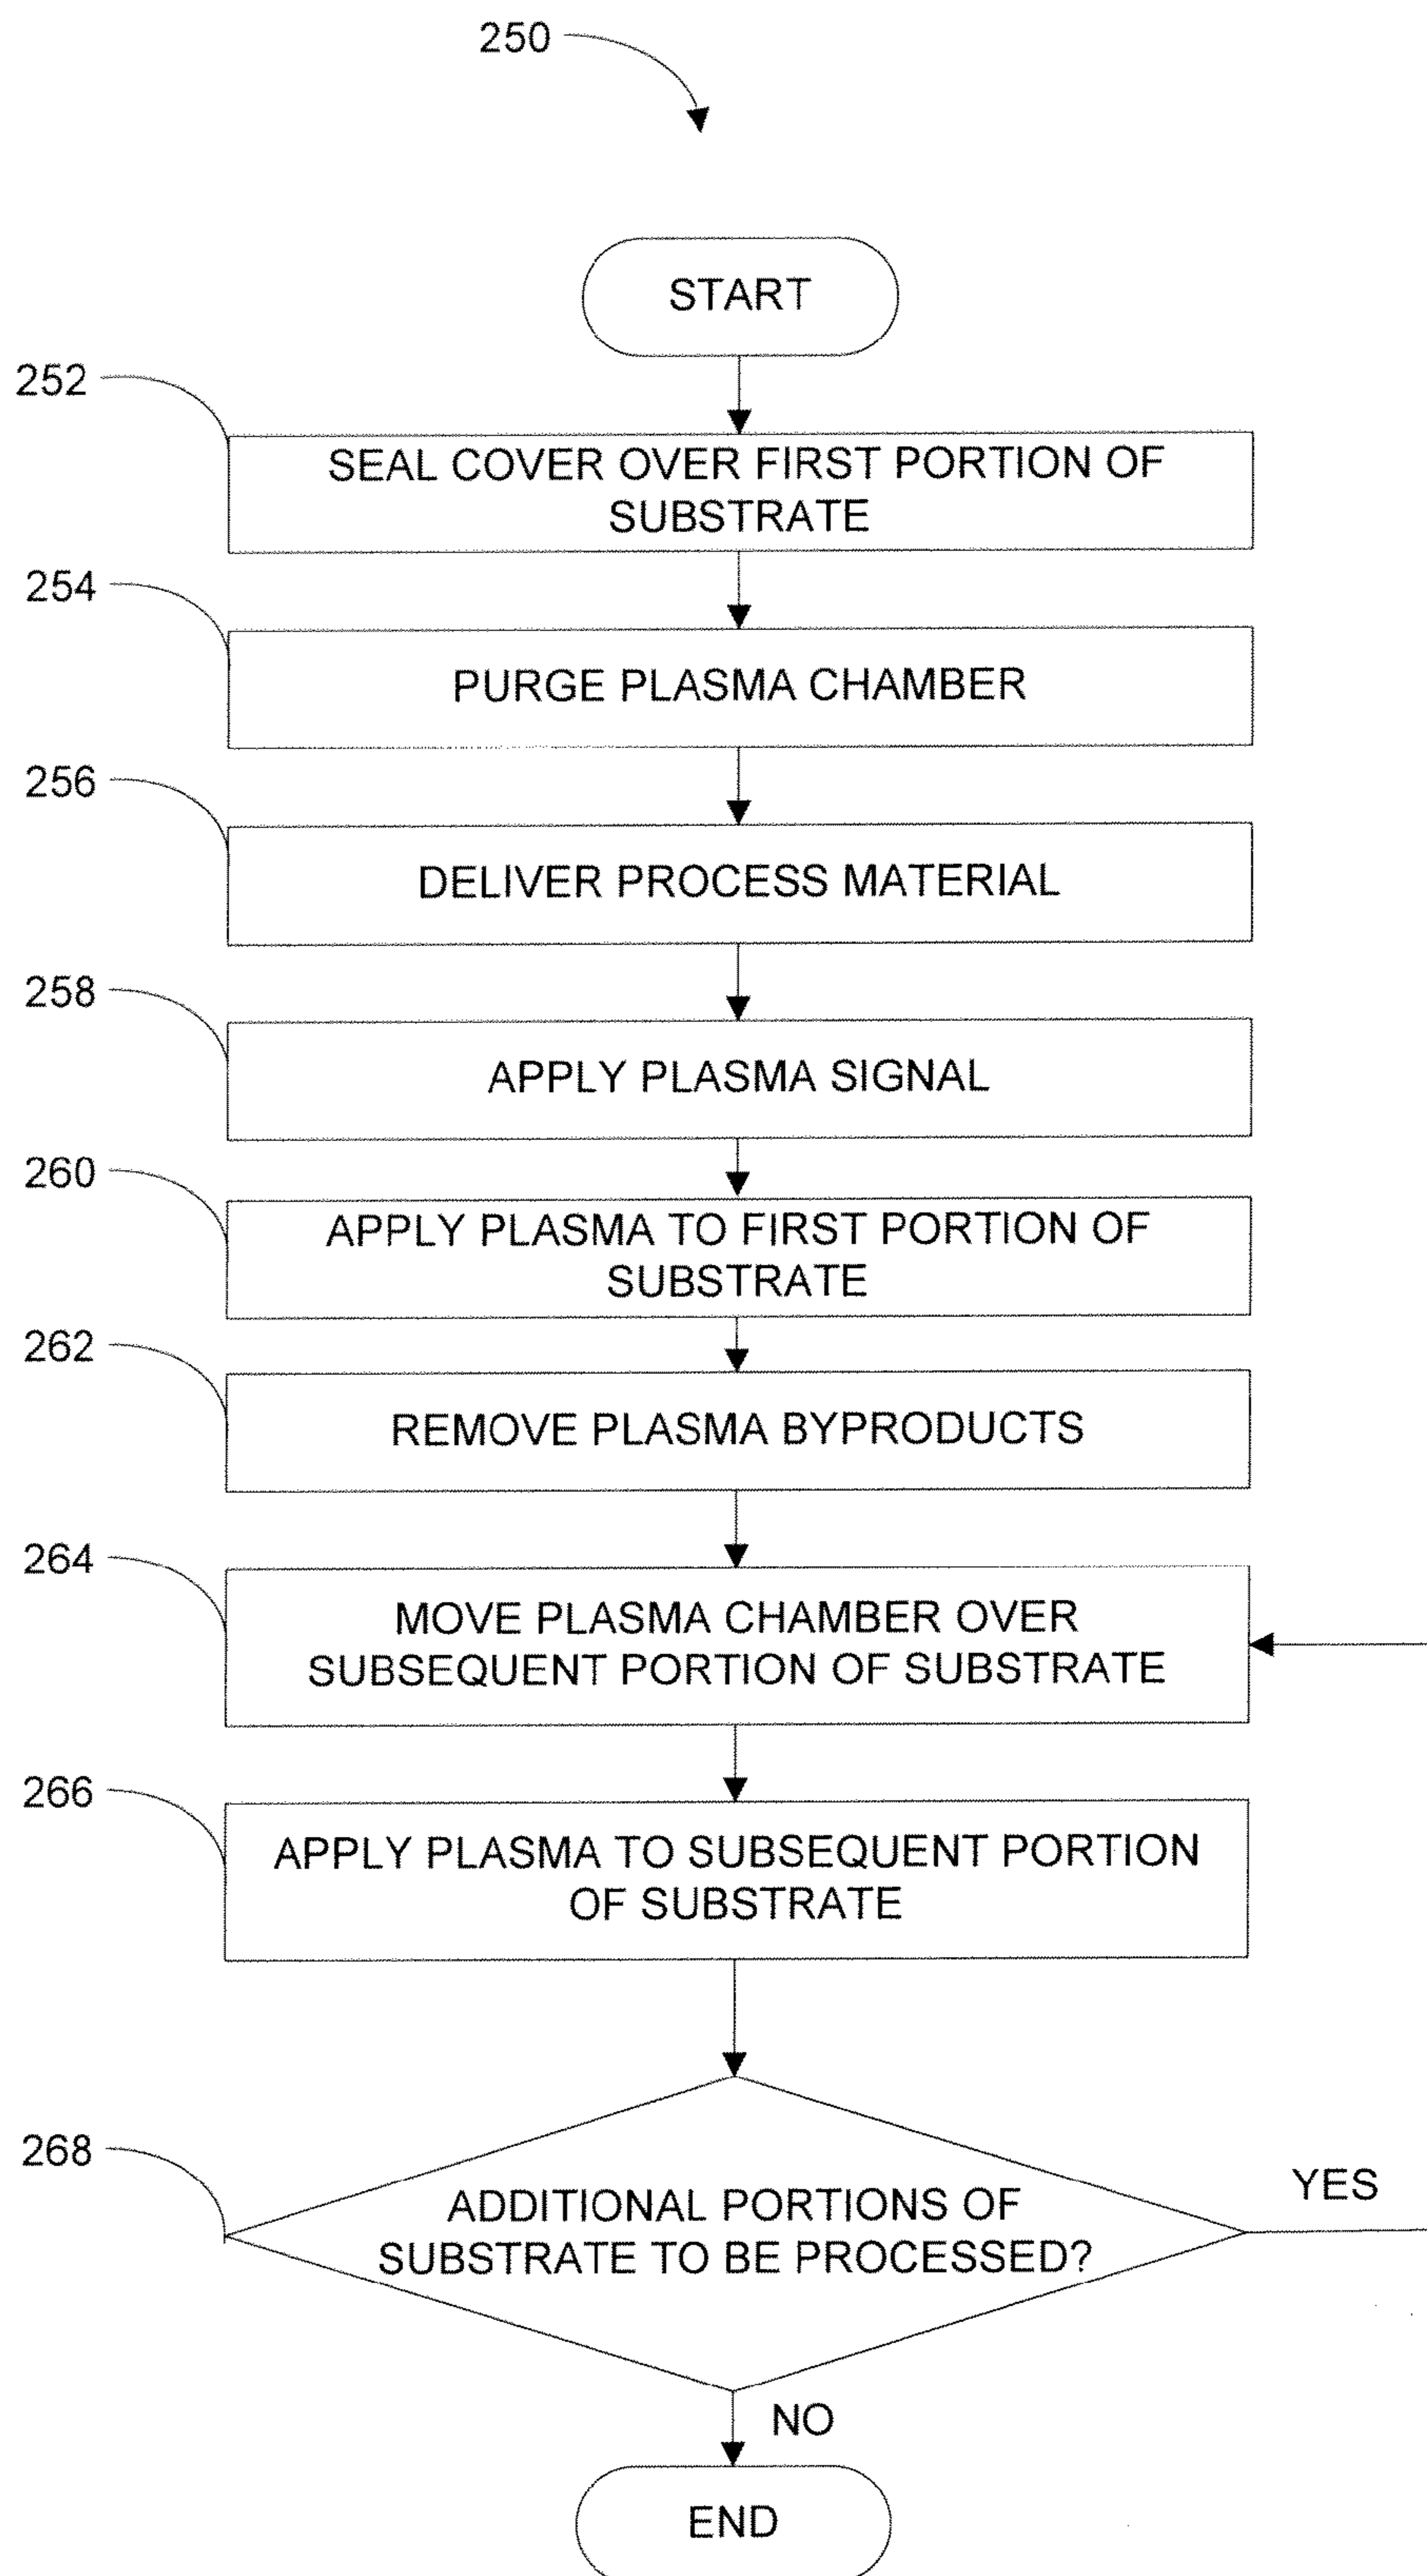 250
START
252
SEAL COVER OVER FIRST PORTION OF
SUBSTRATE
254
PURGE PLASMA CHAMBER
256
DELIVER PROCESS MATERIAL
258
APPLY PLASMA SIGNAL
260
APPLY PLASMA TO FIRST PORTION OF
SUBSTRATE
262
REMOVE PLASMA BYPRODUCTS
264
MOVE PLASMA CHAMBER OVER
SUBSEQUENT PORTION OF SUBSTRATE
266
APPLY PLASMA TO SUBSEQUENT PORTION
OF SUBSTRATE
268
ADDITIONAL PORTIONS OF
SUBSTRATE TO BE PROCESSED?
YES
NO
END